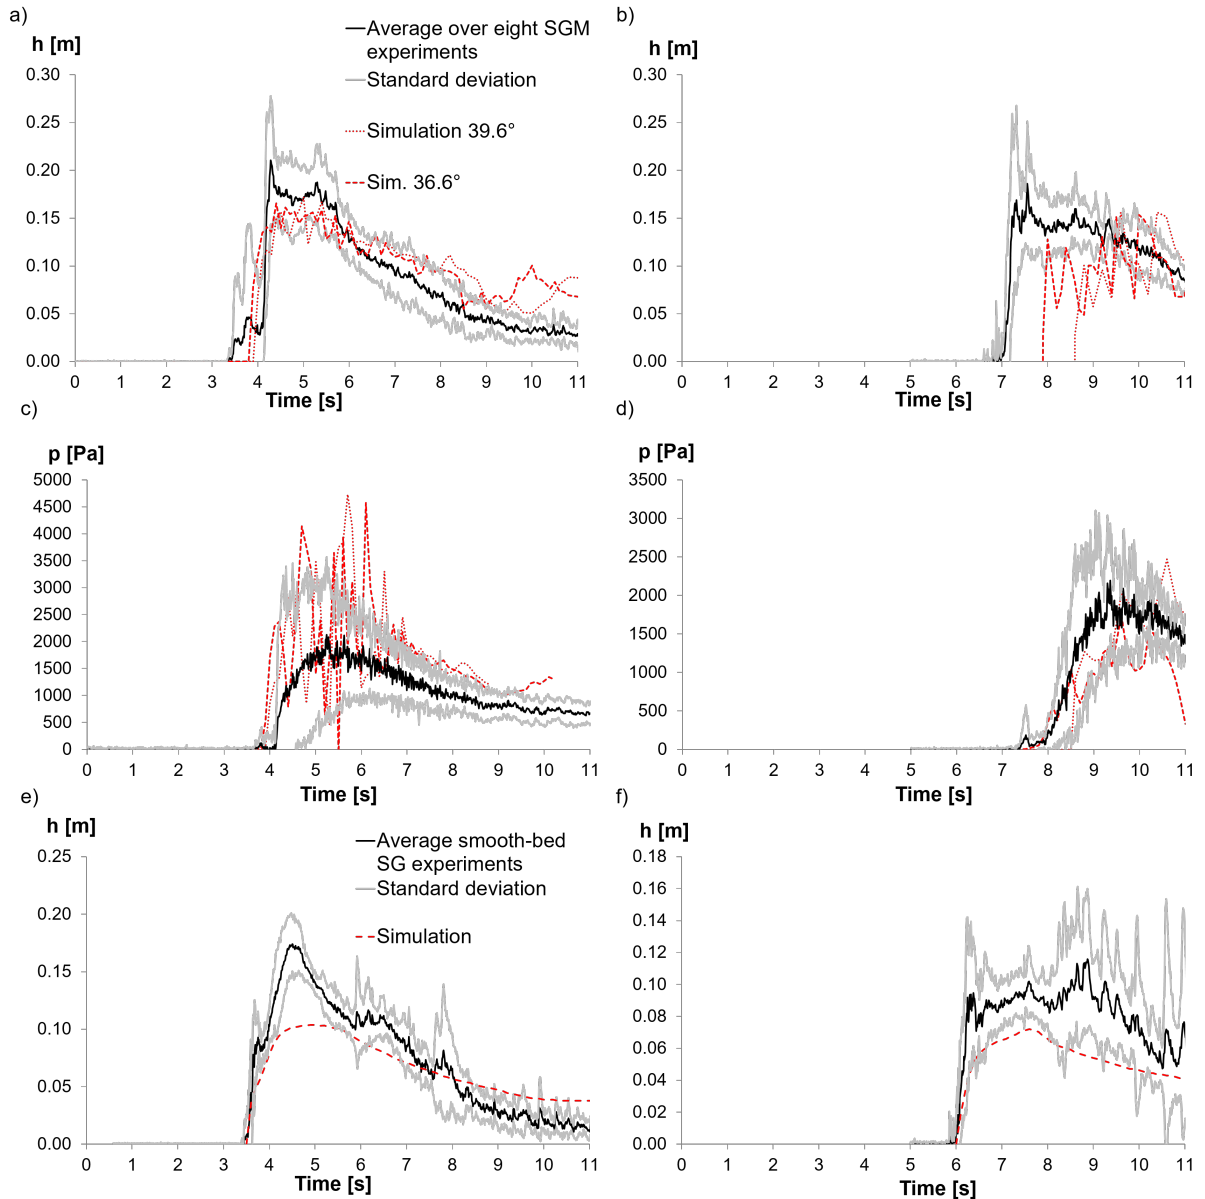 a)
h [m]
Average over eight SGM
experiments
Standard deviation
Simulation 39.6°
Sim. 36.6°
0.30
0.25
0.20
0.15
0.10
0.05
0.00
0 1 2 3 4 5 6 7 8 9 10 11
Time [s]
b)
h [m]
0.30
0.25
0.20
0.15
0.10
0.05
0.00
0 1 2 3 4 5 6 7 8 9 10 11
Time [s]
c)
p [Pa]
5000
4500
4000
3500
3000
2500
2000
1500
1000
500
0
0 1 2 3 4 5 6 7 8 9 10 11
Time [s]
d)
p [Pa]
3500
3000
2500
2000
1500
1000
500
0
0 1 2 3 4 5 6 7 8 9 10 11
Time [s]
e)
h [m]
Average smooth-bed
SG experiments
Standard deviation
Simulation
0.25
0.20
0.15
0.10
0.05
0.00
0 1 2 3 4 5 6 7 8 9 10 11
Time [s]
f)
h [m]
0.18
0.16
0.14
0.12
0.10
0.08
0.06
0.04
0.02
0.00
0 1 2 3 4 5 6 7 8 9 10 11
Time [s]